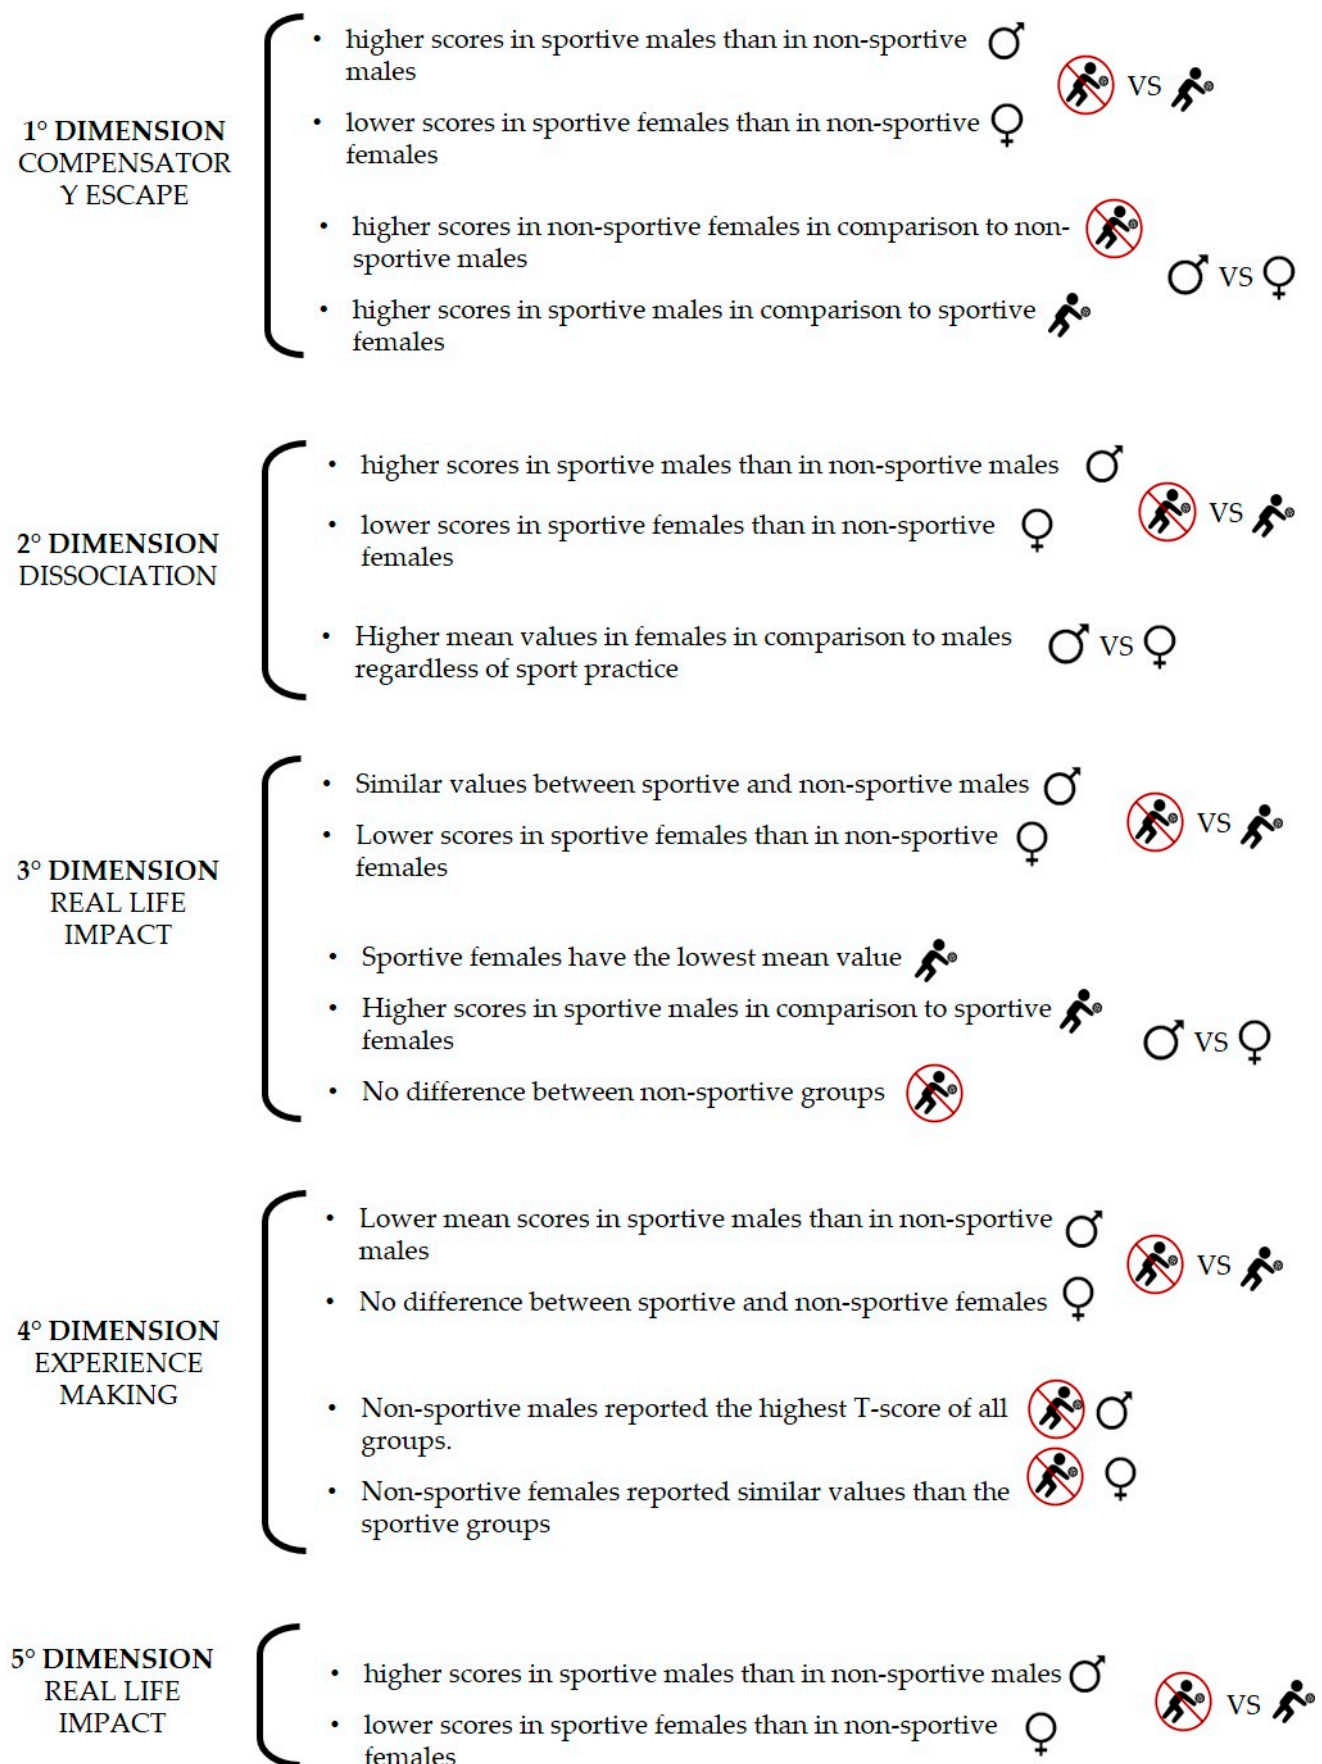 1° DIMENSION
COMPENSATOR
Y ESCAPE
• higher scores in sportive males than in non-sportive
males
• lower scores in sportive females than in non-sportive
females
VS
• higher scores in non-sportive females in comparison to non-
sportive males
• higher scores in sportive males in comparison to sportive
females
VS
2° DIMENSION
DISSOCIATION
• higher scores in sportive males than in non-sportive males
• lower scores in sportive females than in non-sportive
females
VS
• Higher mean values in females in comparison to males
regardless of sport practice
VS
3° DIMENSION
REAL LIFE
IMPACT
• Similar values between sportive and non-sportive males
• Lower scores in sportive females than in non-sportive
females
VS
• Sportive females have the lowest mean value
• Higher scores in sportive males in comparison to sportive
females
• No difference between non-sportive groups
VS
4° DIMENSION
EXPERIENCE
MAKING
• Lower mean scores in sportive males than in non-sportive
males
• No difference between sportive and non-sportive females
VS
• Non-sportive males reported the highest T-score of all
groups.
• Non-sportive females reported similar values than the
sportive groups
5° DIMENSION
REAL LIFE
IMPACT
• higher scores in sportive males than in non-sportive males
• lower scores in sportive females than in non-sportive
females
VS